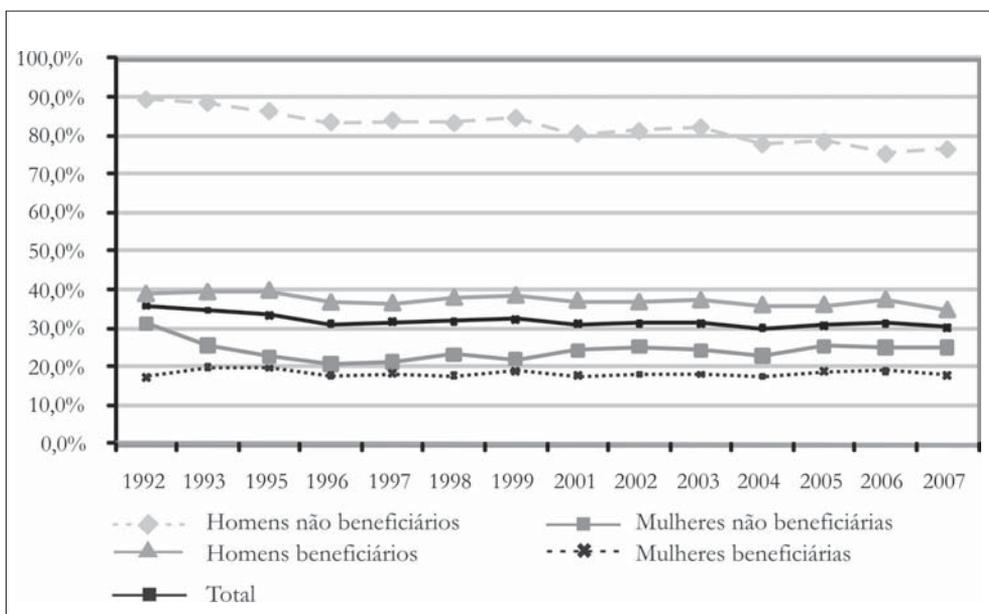 100,0%
90,0%
80,0%
70,0%
60,0%
50,0%
40,0%
30,0%
20,0%
10,0%
0,0%
1992 1993 1995 1996 1997 1998 1999 2001 2002 2003 2004 2005 2006 2007
Homens não beneficiários Mulheres não beneficiárias
Homens beneficiários Mulheres beneficiárias
Total